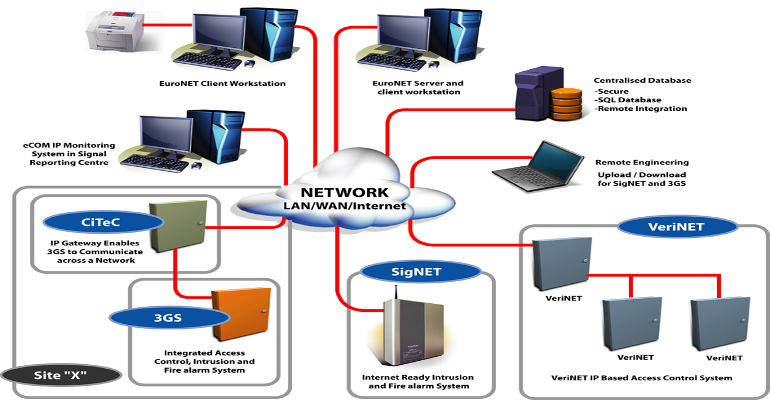 EuroNET Client Workstation
EuroNET Server and
client workstation
Centralised Database
-Secure
-SQL Database
-Remote Integration
eCOM IP Monitoring
System in Signal
Reporting Centre
Remote Engineering
Upload / Download
for SigNET and 3GS
NETWORK
LAN/WAN/Internet
CiTeC
IP Gateway Enables
3GS to Communicate
across a Network
3GS
Integrated Access
Control, Intrusion and
Fire alarm System
Site "X"
SigNET
Internet Ready Intrusion
and Fire alarm System
VeriNET
VeriNET
VeriNET
VeriNET
VeriNET IP Based Access Control System